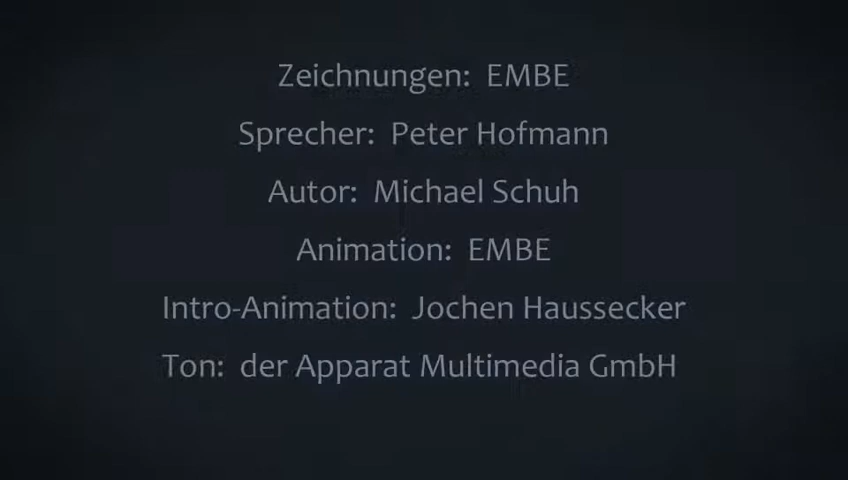 Zeichnungen: EMBE
Sprecher: Peter Hofmann
Autor: Michael Schuh
Animation: EMBE
Intro-Animation: Jochen Haussecker
Ton: der Apparat Multimedia GmbH